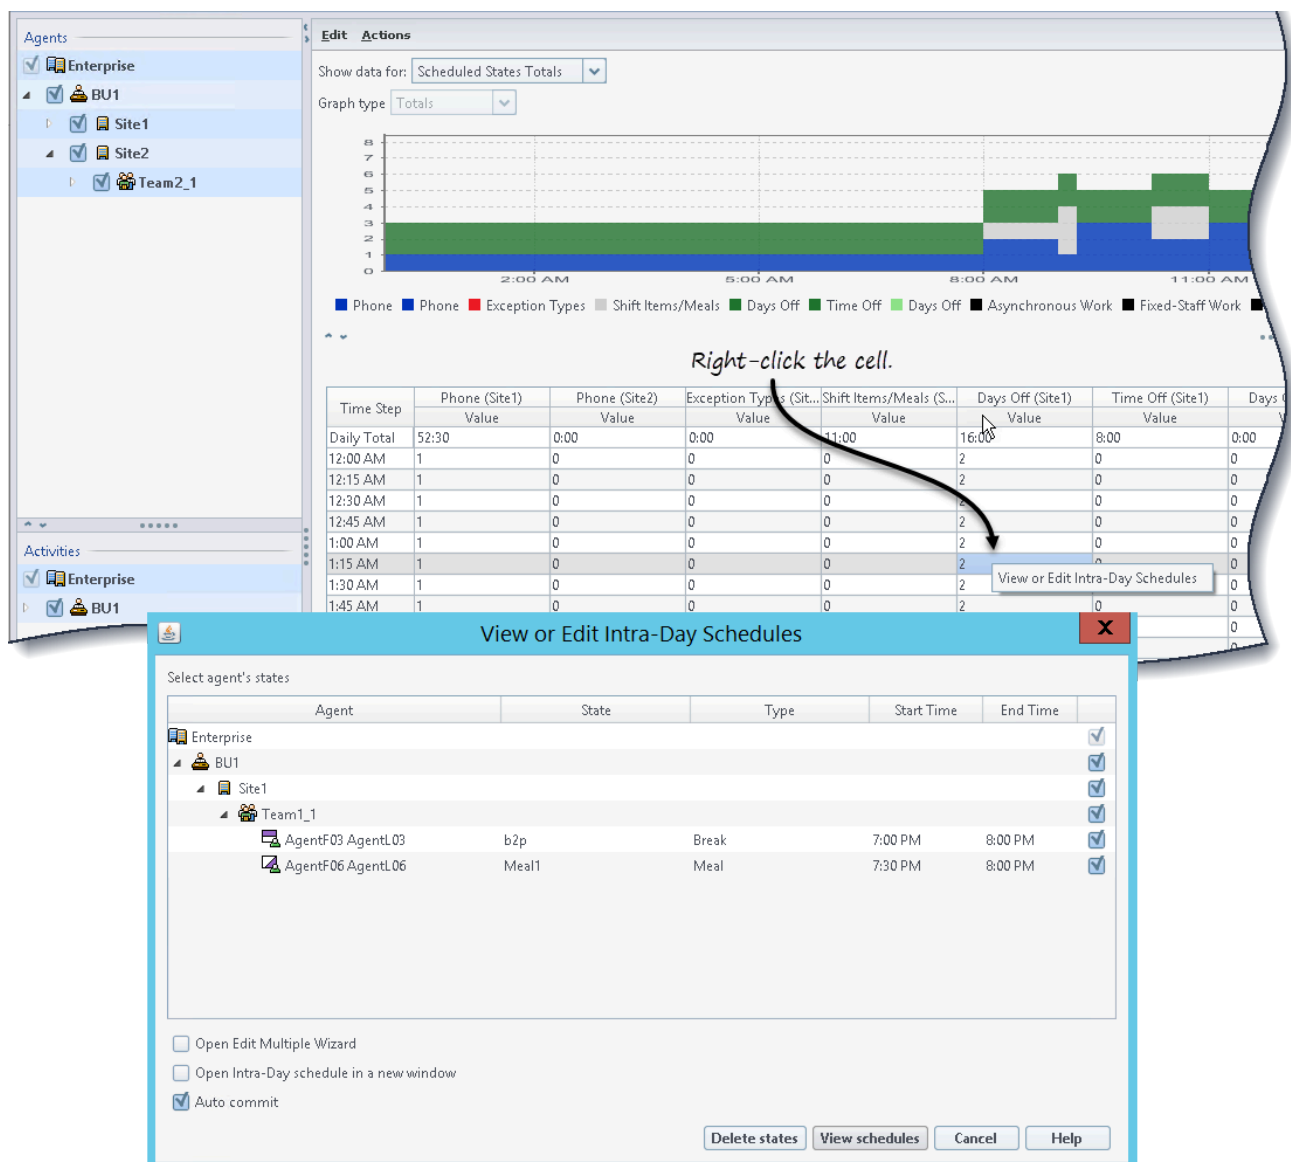 Agents
Enterprise
BU1
Site1
Site2
Team2_1
Activities
Enterprise
BU1
Edit Actions
Show data for: Scheduled States Totals
Graph type Totals
8
7
6
5
4
3
2
1
0
2:00 AM 5:00 AM 8:00 AM 11:00 AM
Phone Phone Exception Types Shift Items/Meals Days Off Time Off Days Off Asynchronous Work Fixed-Staff Work
Right-click the cell.
Time Step Phone (Site1) Phone (Site2) Exception Types (Sit... Shift Items/Meals (S... Days Off (Site1) Time Off (Site1) Days
Value Value Value Value Value Value
Daily Total 52:30 0:00 0:00 11:00 16:00 8:00 0:00
12:00 AM 1 0 0 0 2 0 0
12:15 AM 1 0 0 0 2 0 0
12:30 AM 1 0 0 0 2 0 0
12:45 AM 1 0 0 0 2 0 0
1:00 AM 1 0 0 0 2 0 0
1:15 AM 1 0 0 0 2 0 0
View or Edit Intra-Day Schedules
1:30 AM 1 0 0 0 2 0
1:45 AM 1 0 0 0 2 0 0
0
0
View or Edit Intra-Day Schedules
X
Select agent's states
Agent State Type Start Time End Time
Enterprise
BU1
Site1
Team1_1
AgentF03 AgentL03 b2p Break 7:00 PM 8:00 PM
AgentF06 AgentL06 Meal1 Meal 7:30 PM 8:00 PM
Open Edit Multiple Wizard
Open Intra-Day schedule in a new window
Auto commit
Delete states View schedules Cancel Help